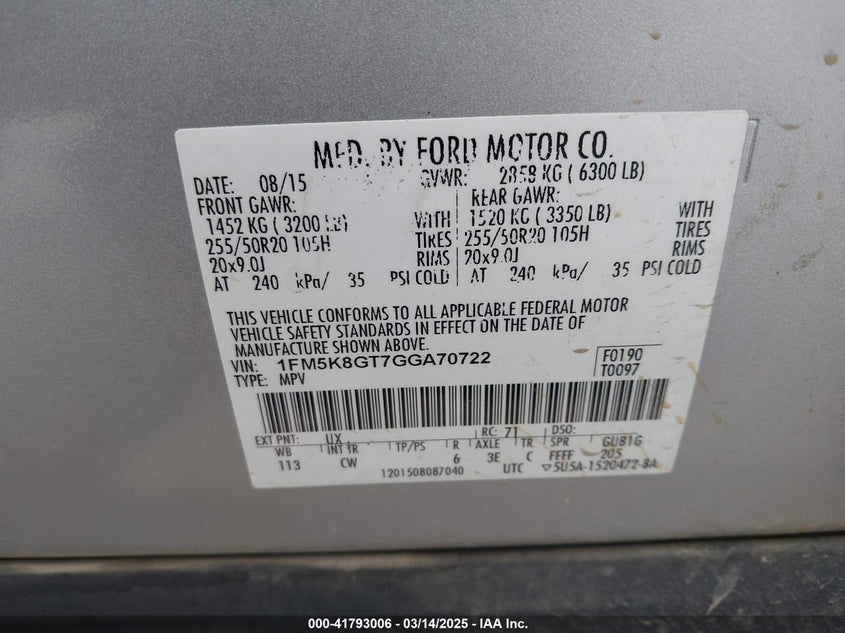 MFD. BY FORD MOTOR CO.
DATE: 08/15 GVWR: 2858 KG ( 6300 LB)
FRONT GAWR: REAR GAWR:
1452 KG ( 3200 LB) WITH 1520 KG ( 3350 LB) WITH
255/50R20 105H TIRES 255/50R20 105H TIRES
20x9.0J RIMS 20x9.0J RIMS
AT 240 kPa/ 35 PSI COLD AT 240 kPa/ 35 PSI COLD
THIS VEHICLE CONFORMS TO ALL APPLICABLE FEDERAL MOTOR
VEHICLE SAFETY STANDARDS IN EFFECT ON THE DATE OF
MANUFACTURE SHOWN ABOVE.
VIN: 1FM5K8GT7GGA70722 F0190
TYPE: MPV T0097
EXT PNT: UX RC: 71 DSO:
WB INT TR TP/PS R AXLE TR SPR GUB1G
113 CW 6 3E C FFFF 205
1201508087040 UTC ▽5U5A-1520472-BA
000-41793006 / 03/14/2025 - IAA Inc.